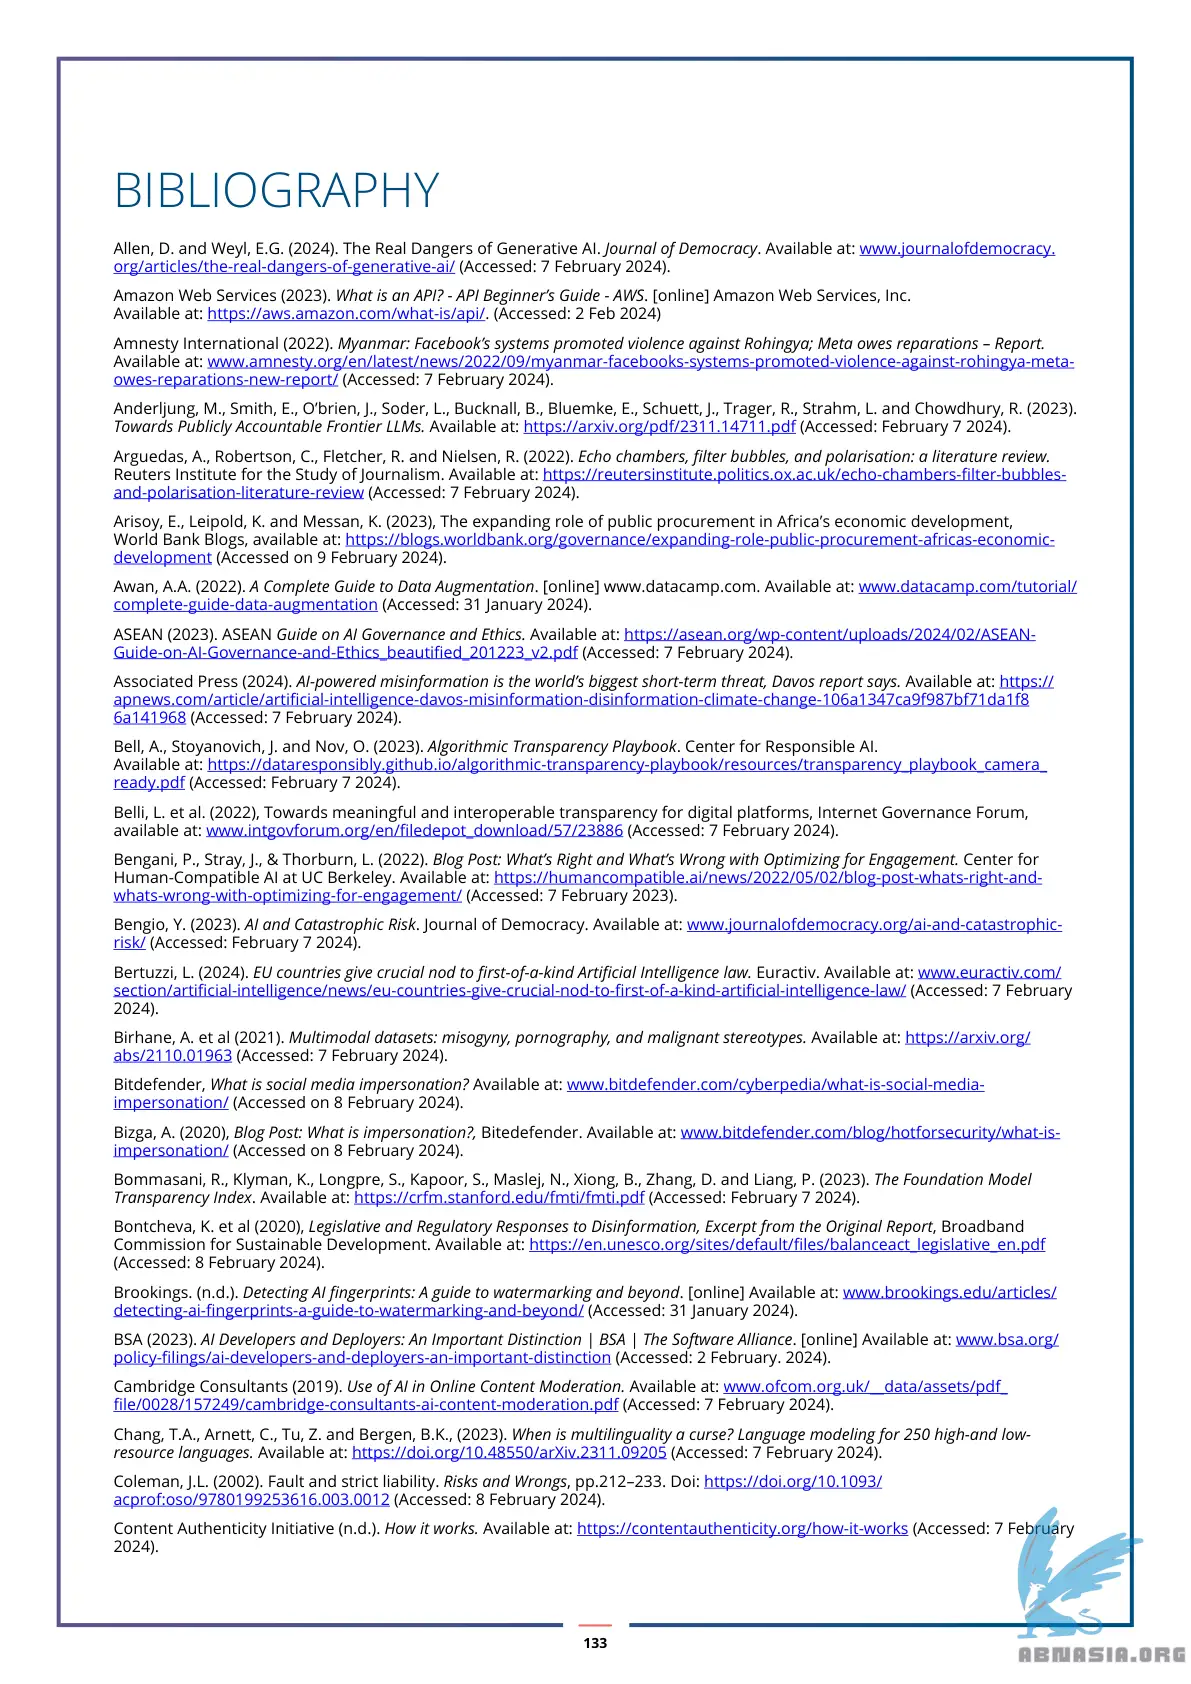 BIBLIOGRAPHY
Allen, D. and Weyl, E.G. (2024). The Real Dangers of Generative AI. Journal of Democracy. Available at: www.journalofdemocracy.
org/articles/the-real-dangers-of-generative-ai/ (Accessed: 7 February 2024).
Amazon Web Services (2023). What is an API? - API Beginner’s Guide - AWS. [online] Amazon Web Services, Inc.
Available at: https://aws.amazon.com/what-is/api/. (Accessed: 2 Feb 2024)
Amnesty International (2022). Myanmar: Facebook’s systems promoted violence against Rohingya; Meta owes reparations – Report.
Available at: www.amnesty.org/en/latest/news/2022/09/myanmar-facebooks-systems-promoted-violence-against-rohingya-meta-
owes-reparations-new-report/ (Accessed: 7 February 2024).
Anderljung, M., Smith, E., O’brien, J., Soder, L., Bucknall, B., Bluemke, E., Schuett, J., Trager, R., Strahm, L. and Chowdhury, R. (2023).
Towards Publicly Accountable Frontier LLMs. Available at: https://arxiv.org/pdf/2311.14711.pdf (Accessed: February 7 2024).
Arguedas, A., Robertson, C., Fletcher, R. and Nielsen, R. (2022). Echo chambers, filter bubbles, and polarisation: a literature review.
Reuters Institute for the Study of Journalism. Available at: https://reutersinstitute.politics.ox.ac.uk/echo-chambers-filter-bubbles-
and-polarisation-literature-review (Accessed: 7 February 2024).
Arisoy, E., Leipold, K. and Messan, K. (2023), The expanding role of public procurement in Africa’s economic development,
World Bank Blogs, available at: https://blogs.worldbank.org/governance/expanding-role-public-procurement-africas-economic-
development (Accessed on 9 February 2024).
Awan, A.A. (2022). A Complete Guide to Data Augmentation. [online] www.datacamp.com. Available at: www.datacamp.com/tutorial/
complete-guide-data-augmentation (Accessed: 31 January 2024).
ASEAN (2023). ASEAN Guide on AI Governance and Ethics. Available at: https://asean.org/wp-content/uploads/2024/02/ASEAN-
Guide-on-AI-Governance-and-Ethics_beautified_201223_v2.pdf (Accessed: 7 February 2024).
Associated Press (2024). AI-powered misinformation is the world’s biggest short-term threat, Davos report says. Available at: https://
apnews.com/article/artificial-intelligence-davos-misinformation-disinformation-climate-change-106a1347ca9f987bf71da1f8
6a141968 (Accessed: 7 February 2024).
Bell, A., Stoyanovich, J. and Nov, O. (2023). Algorithmic Transparency Playbook. Center for Responsible AI.
Available at: https://dataresponsibly.github.io/algorithmic-transparency-playbook/resources/transparency_playbook_camera_
ready.pdf (Accessed: February 7 2024).
Belli, L. et al. (2022), Towards meaningful and interoperable transparency for digital platforms, Internet Governance Forum,
available at: www.intgovforum.org/en/filedepot_download/57/23886 (Accessed: 7 February 2024).
Bengani, P., Stray, J., & Thorburn, L. (2022). Blog Post: What’s Right and What’s Wrong with Optimizing for Engagement. Center for
Human-Compatible AI at UC Berkeley. Available at: https://humancompatible.ai/news/2022/05/02/blog-post-whats-right-and-
whats-wrong-with-optimizing-for-engagement/ (Accessed: 7 February 2023).
Bengio, Y. (2023). AI and Catastrophic Risk. Journal of Democracy. Available at: www.journalofdemocracy.org/ai-and-catastrophic-
risk/ (Accessed: February 7 2024).
Bertuzzi, L. (2024). EU countries give crucial nod to first-of-a-kind Artificial Intelligence law. Euractiv. Available at: www.euractiv.com/
section/artificial-intelligence/news/eu-countries-give-crucial-nod-to-first-of-a-kind-artificial-intelligence-law/ (Accessed: 7 February
2024).
Birhane, A. et al (2021). Multimodal datasets: misogyny, pornography, and malignant stereotypes. Available at: https://arxiv.org/
abs/2110.01963 (Accessed: 7 February 2024).
Bitdefender, What is social media impersonation? Available at: www.bitdefender.com/cyberpedia/what-is-social-media-
impersonation/ (Accessed on 8 February 2024).
Bizga, A. (2020), Blog Post: What is impersonation?, Bitedefender. Available at: www.bitdefender.com/blog/hotforsecurity/what-is-
impersonation/ (Accessed on 8 February 2024).
Bommasani, R., Klyman, K., Longpre, S., Kapoor, S., Maslej, N., Xiong, B., Zhang, D. and Liang, P. (2023). The Foundation Model
Transparency Index. Available at: https://crfm.stanford.edu/fmti/fmti.pdf (Accessed: February 7 2024).
Bontcheva, K. et al (2020), Legislative and Regulatory Responses to Disinformation, Excerpt from the Original Report, Broadband
Commission for Sustainable Development. Available at: https://en.unesco.org/sites/default/files/balanceact_legislative_en.pdf
(Accessed: 8 February 2024).
Brookings. (n.d.). Detecting AI fingerprints: A guide to watermarking and beyond. [online] Available at: www.brookings.edu/articles/
detecting-ai-fingerprints-a-guide-to-watermarking-and-beyond/ (Accessed: 31 January 2024).
BSA (2023). AI Developers and Deployers: An Important Distinction | BSA | The Software Alliance. [online] Available at: www.bsa.org/
policy-filings/ai-developers-and-deployers-an-important-distinction (Accessed: 2 February. 2024).
Cambridge Consultants (2019). Use of AI in Online Content Moderation. Available at: www.ofcom.org.uk/__data/assets/pdf_
file/0028/157249/cambridge-consultants-ai-content-moderation.pdf (Accessed: 7 February 2024).
Chang, T.A., Arnett, C., Tu, Z. and Bergen, B.K., (2023). When is multilinguality a curse? Language modeling for 250 high-and low-
resource languages. Available at: https://doi.org/10.48550/arXiv.2311.09205 (Accessed: 7 February 2024).
Coleman, J.L. (2002). Fault and strict liability. Risks and Wrongs, pp.212–233. Doi: https://doi.org/10.1093/
acprof:oso/9780199253616.003.0012 (Accessed: 8 February 2024).
Content Authenticity Initiative (n.d.). How it works. Available at: https://contentauthenticity.org/how-it-works (Accessed: 7 February
2024).
133
ABNASIA.ORG